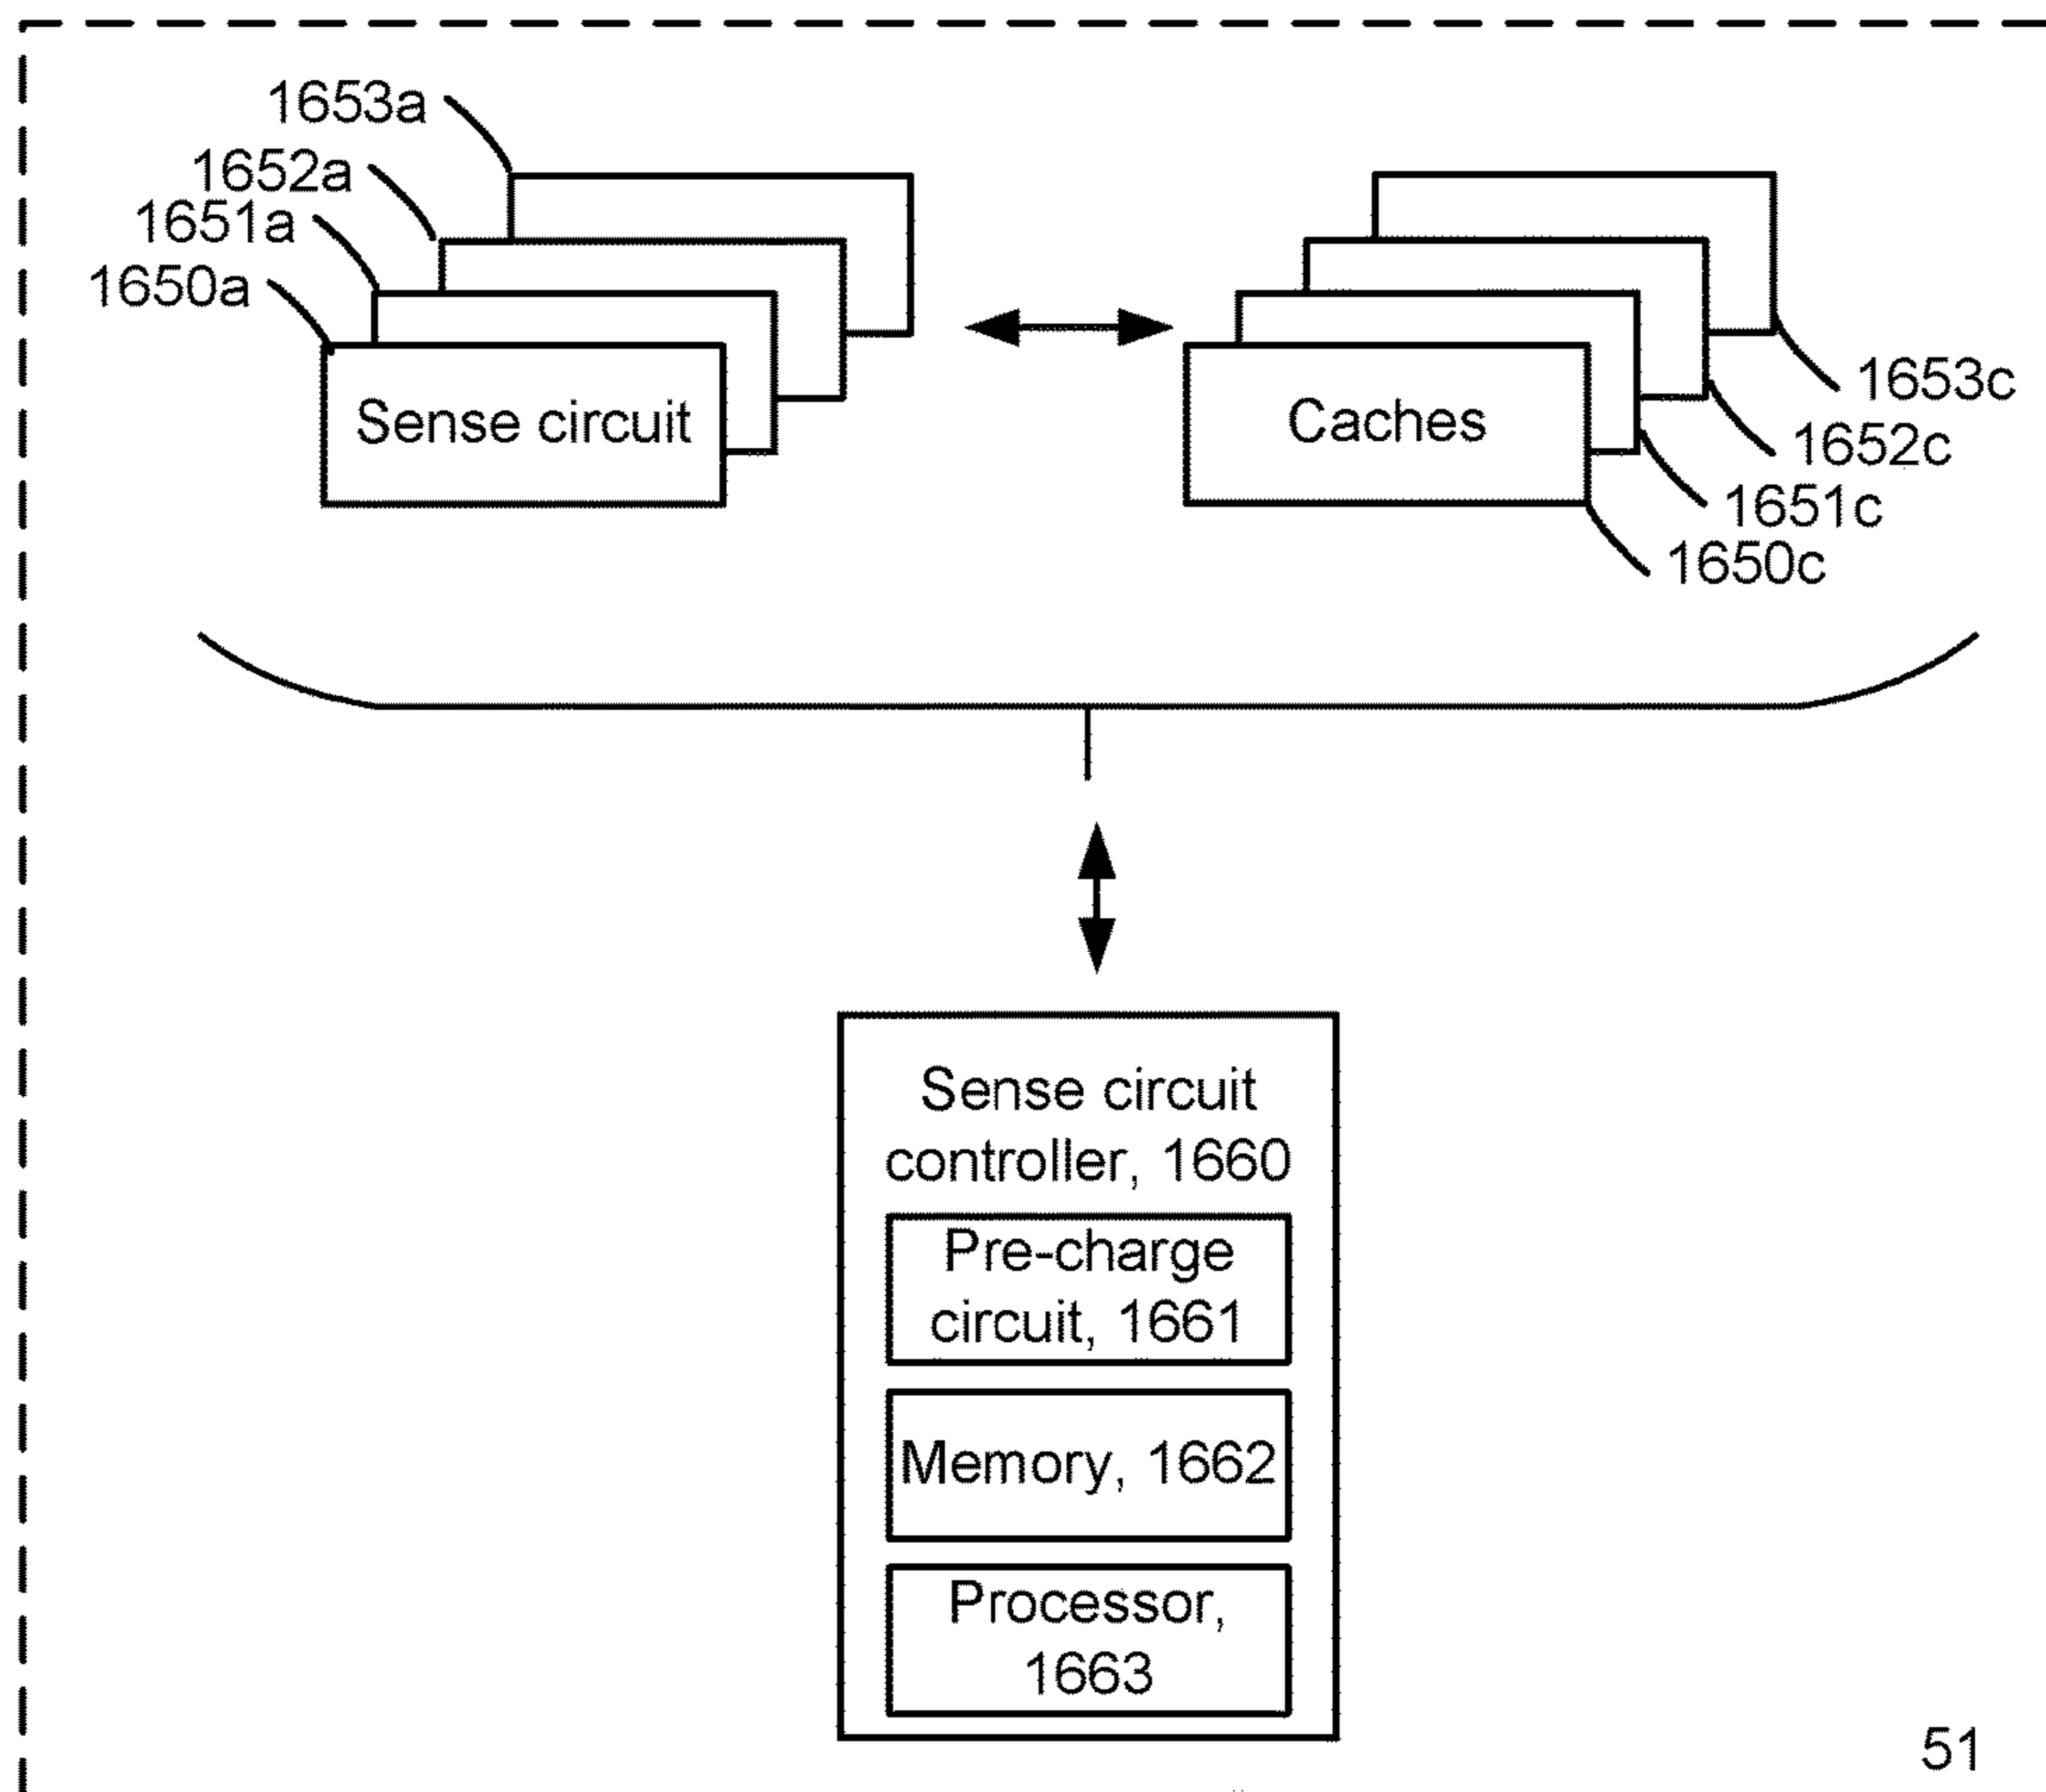 1653a
1652a
1651a
1650a
Sense circuit
Caches
1653c
1652c
1651c
1650c
Sense circuit
controller, 1660
Pre-charge
circuit, 1661
Memory, 1662
Processor,
1663
51